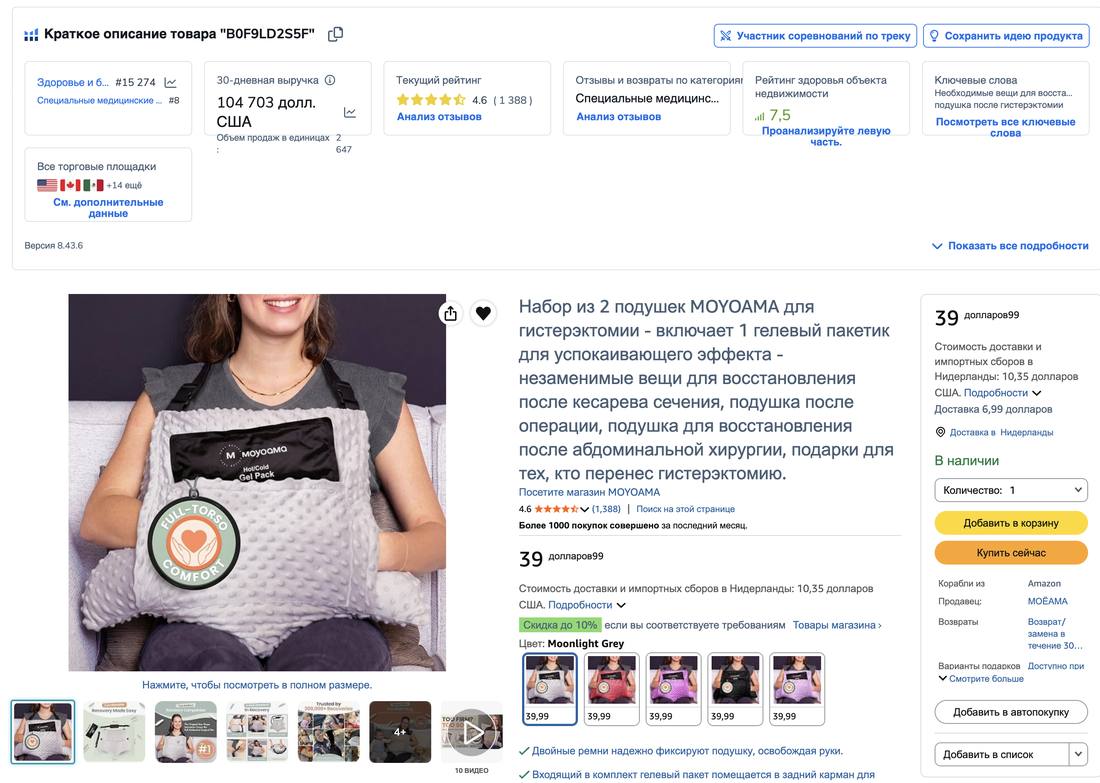 Краткое описание товара "B0F9LD2S5F"
Участник соревнований по треку
Сохранить идею продукта
Здоровье и б... #15 274
Специальные медицинские ... #8
30-дневная выручка
104 703 долл.
США
Объем продаж в единицах 2
: 647
Текущий рейтинг
4.6 ( 1 388 )
Анализ отзывов
Отзывы и возвраты по категориям
Специальные медицинс...
Анализ отзывов
Рейтинг здоровья объекта
недвижимости
7,5
Проанализируйте левую
часть.
Ключевые слова
Необходимые вещи для восста...
подушка после гистерэктомии
Посмотреть все ключевые
слова
Все торговые площадки
+14 ещё
См. дополнительные
данные
Версия 8.43.6
Показать все подробности
M moyoama
Hot/Cold
Gel Pack
FULL-TORSO
COMFORT
Нажмите, чтобы посмотреть в полном размере.
Recovery Made Easy
#1
Trusted by
4+
10 ВИДЕО
Набор из 2 подушек MOYOAMA для
гистерэктомии - включает 1 гелевый пакетик
для успокаивающего эффекта -
незаменимые вещи для восстановления
после кесарева сечения, подушка после
операции, подушка для восстановления
после абдоминальной хирургии, подарки для
тех, кто перенес гистерэктомию.
Посетите магазин MOYOAMA
4.6 (1,388) | Поиск на этой странице
Более 1000 покупок совершено за последний месяц.
39 долларов99
Стоимость доставки и импортных сборов в Нидерланды: 10,35 долларов
США. Подробности
Скидка до 10% если вы соответствуете требованиям Товары магазина ›
Цвет: Moonlight Grey
39,99
39,99
39,99
39,99
39,99
Двойные ремни надежно фиксируют подушку, освобождая руки.
Входящий в комплект гелевый пакет помещается в задний карман для
39 долларов99
Стоимость доставки и
импортных сборов в
Нидерланды: 10,35 долларов
США. Подробности
Доставка 6,99 долларов
Доставка в Нидерланды
В наличии
Количество: 1
Добавить в корзину
Купить сейчас
Корабли из Amazon
Продавец: МОЁАМА
Возвраты Возврат/
замена в
течение 30...
Варианты подарков Доступно при
Смотрите больше
Добавить в автопокупку
Добавить в список